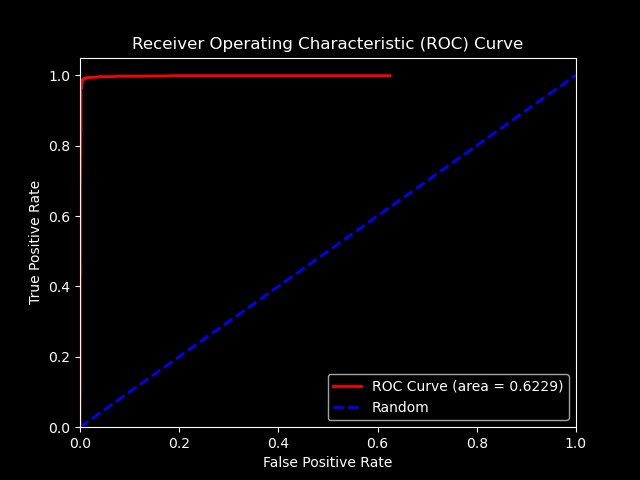 Receiver Operating Characteristic (ROC) Curve
True Positive Rate
1.0
0.8
0.6
0.4
0.2
0.0
ROC Curve (area = 0.6229)
Random
0.0 0.2 0.4 0.6 0.8 1.0
False Positive Rate